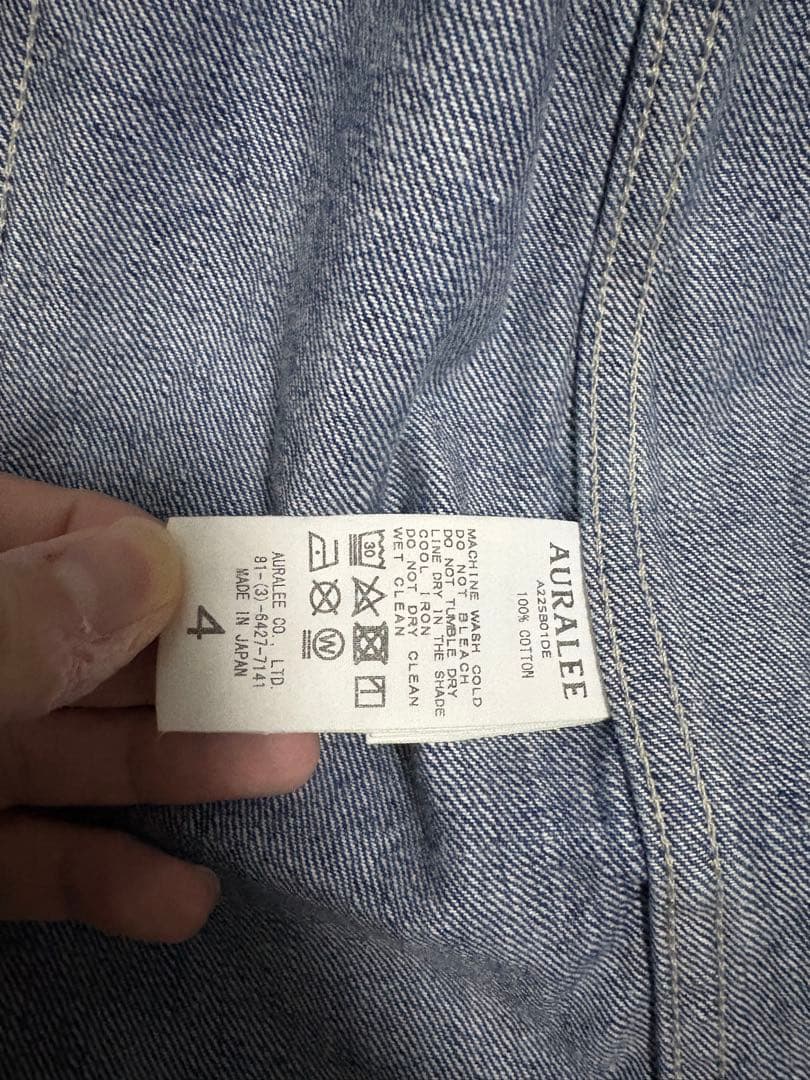 AURALEE
A22SB01DE
100% COTTON
MACHINE WASH COLD
DO NOT BLEACH
DO NOT TUMBLE DRY
LINE DRY IN THE SHADE
COOL IRON
DO NOT DRY CLEAN
WET CLEAN
30
W
AURALEE CO., LTD.
81-(3)-6427-7141
MADE IN JAPAN
4